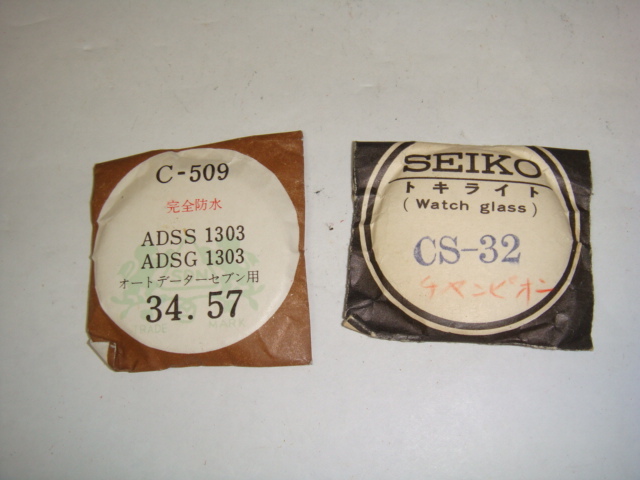 C-509
完全防水
ADSS 1303
ADSG 1303
オートデーターセブン用
34.57
TRADE MARK
SEIKO
トキライト
(Watch glass)
CS-32
チャンピオン